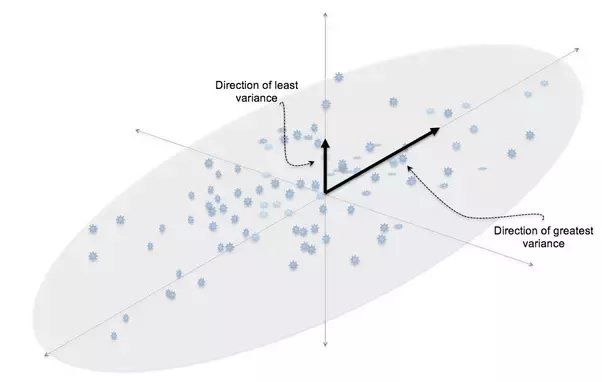 Direction of least
variance
Direction of greatest
variance